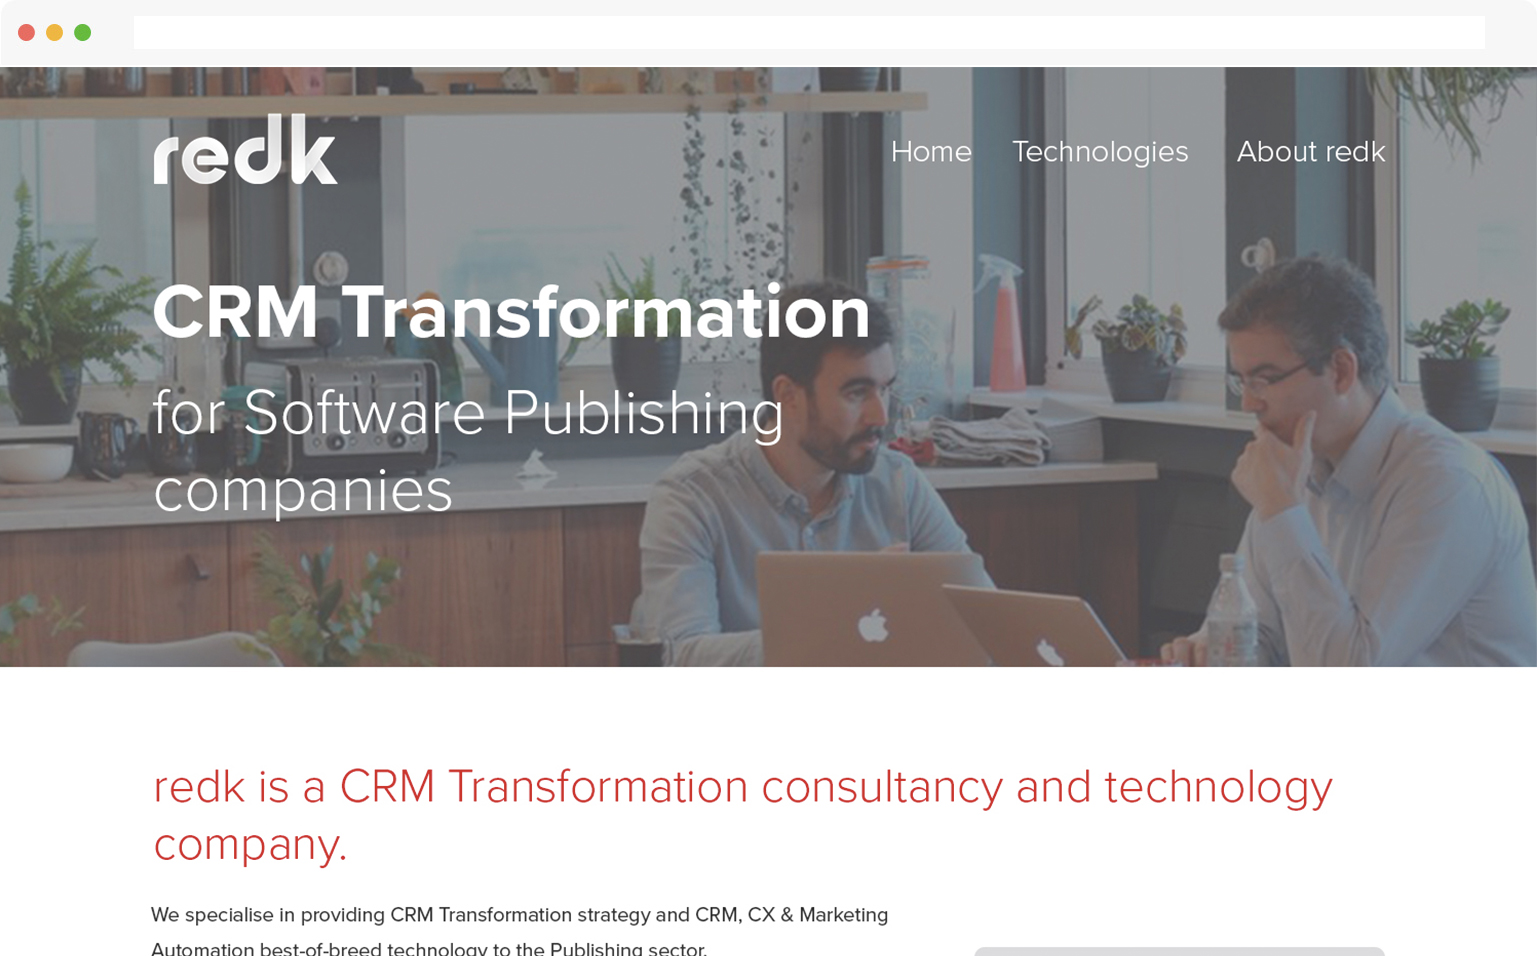 redk
Home Technologies About redk
CRM Transformation
for Software Publishing
companies
redk is a CRM Transformation consultancy and technology
company.
We specialise in providing CRM Transformation strategy and CRM, CX & Marketing
Automation best-of-breed technology to the Publishing sector.